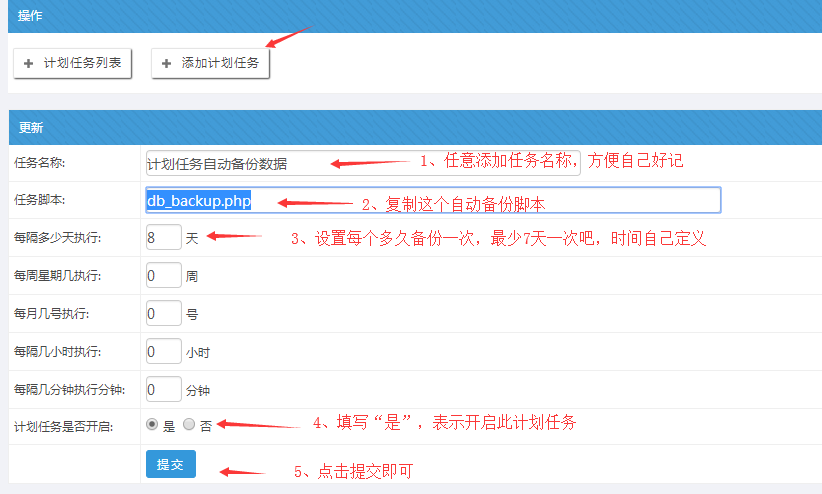 操作
计划任务列表 添加计划任务
更新
任务名称: 计划任务自动备份数据 1、任意添加任务名称，方便自己好记
任务脚本: db_backup.php 2、复制这个自动备份脚本
每隔多少天执行: 8 天 3、设置每个多久备份一次，最少7天一次吧，时间自己定义
每周星期几执行: 0 周
每月几号执行: 0 号
每隔几小时执行: 0 小时
每隔几分钟执行分钟: 0 分钟
计划任务是否开启: 是 否 4、填写“是”，表示开启此计划任务
提交 5、点击提交即可